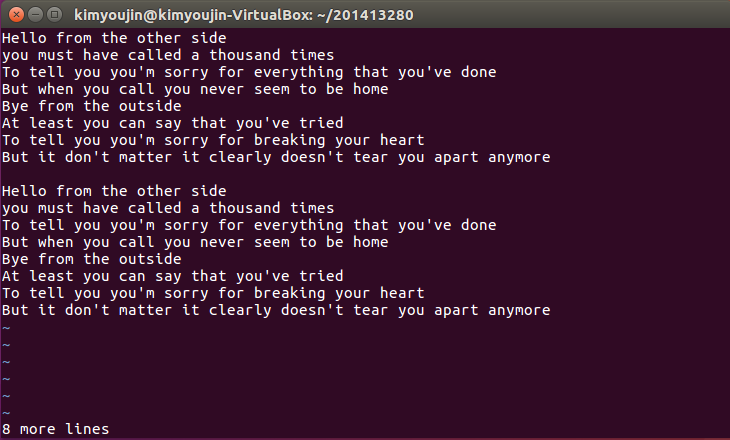 kimyoujin@kimyoujin-VirtualBox: ~/201413280
Hello from the other side
you must have called a thousand times
To tell you you'm sorry for everything that you've done
But when you call you never seem to be home
Bye from the outside
At least you can say that you've tried
To tell you you'm sorry for breaking your heart
But it don't matter it clearly doesn't tear you apart anymore

Hello from the other side
you must have called a thousand times
To tell you you'm sorry for everything that you've done
But when you call you never seem to be home
Bye from the outside
At least you can say that you've tried
To tell you you'm sorry for breaking your heart
But it don't matter it clearly doesn't tear you apart anymore
~
~
~
~
~
~
8 more lines